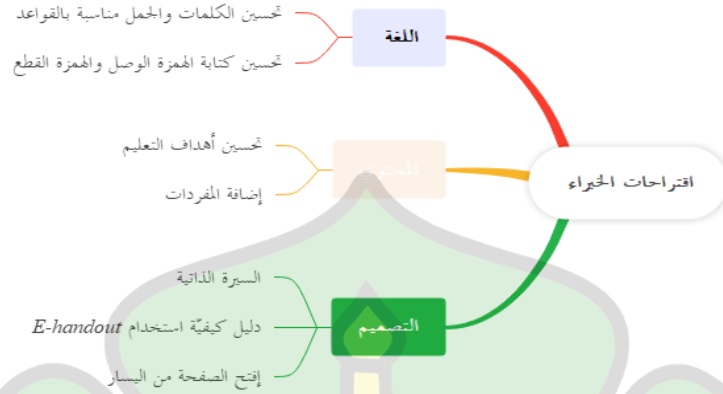 اقتراحات الخبراء
اللغة
تحسين الكلمات والجمل مناسبة بالقواعد
تحسين كتابة الهمزة الوصل والهمزة القطع
المحتوى
تحسين أهداف التعليم
إضافة المفردات
التصميم
السيرة الذاتية
دليل كيفيّة استخدام E-handout
إفتح الصفحة من اليسار